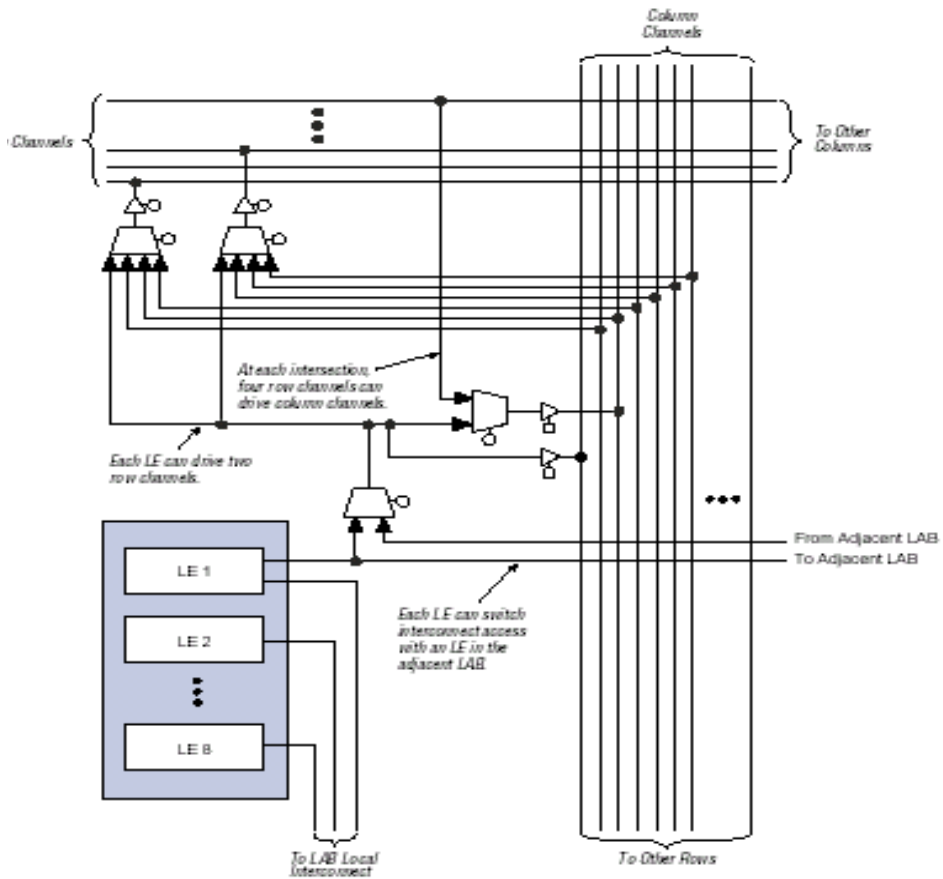 Column
Channels
Channels
To Other
Columns
At each intersection,
four row channels can
drive column channels.
Each LE can drive two
row channels.
From Adjacent LAB
To Adjacent LAB
LE 1
Each LE can switch
interconnect access
with an LE in the
adjacent LAB.
LE 2
LE 8
To LAB Local
Interconnect
To Other Rows